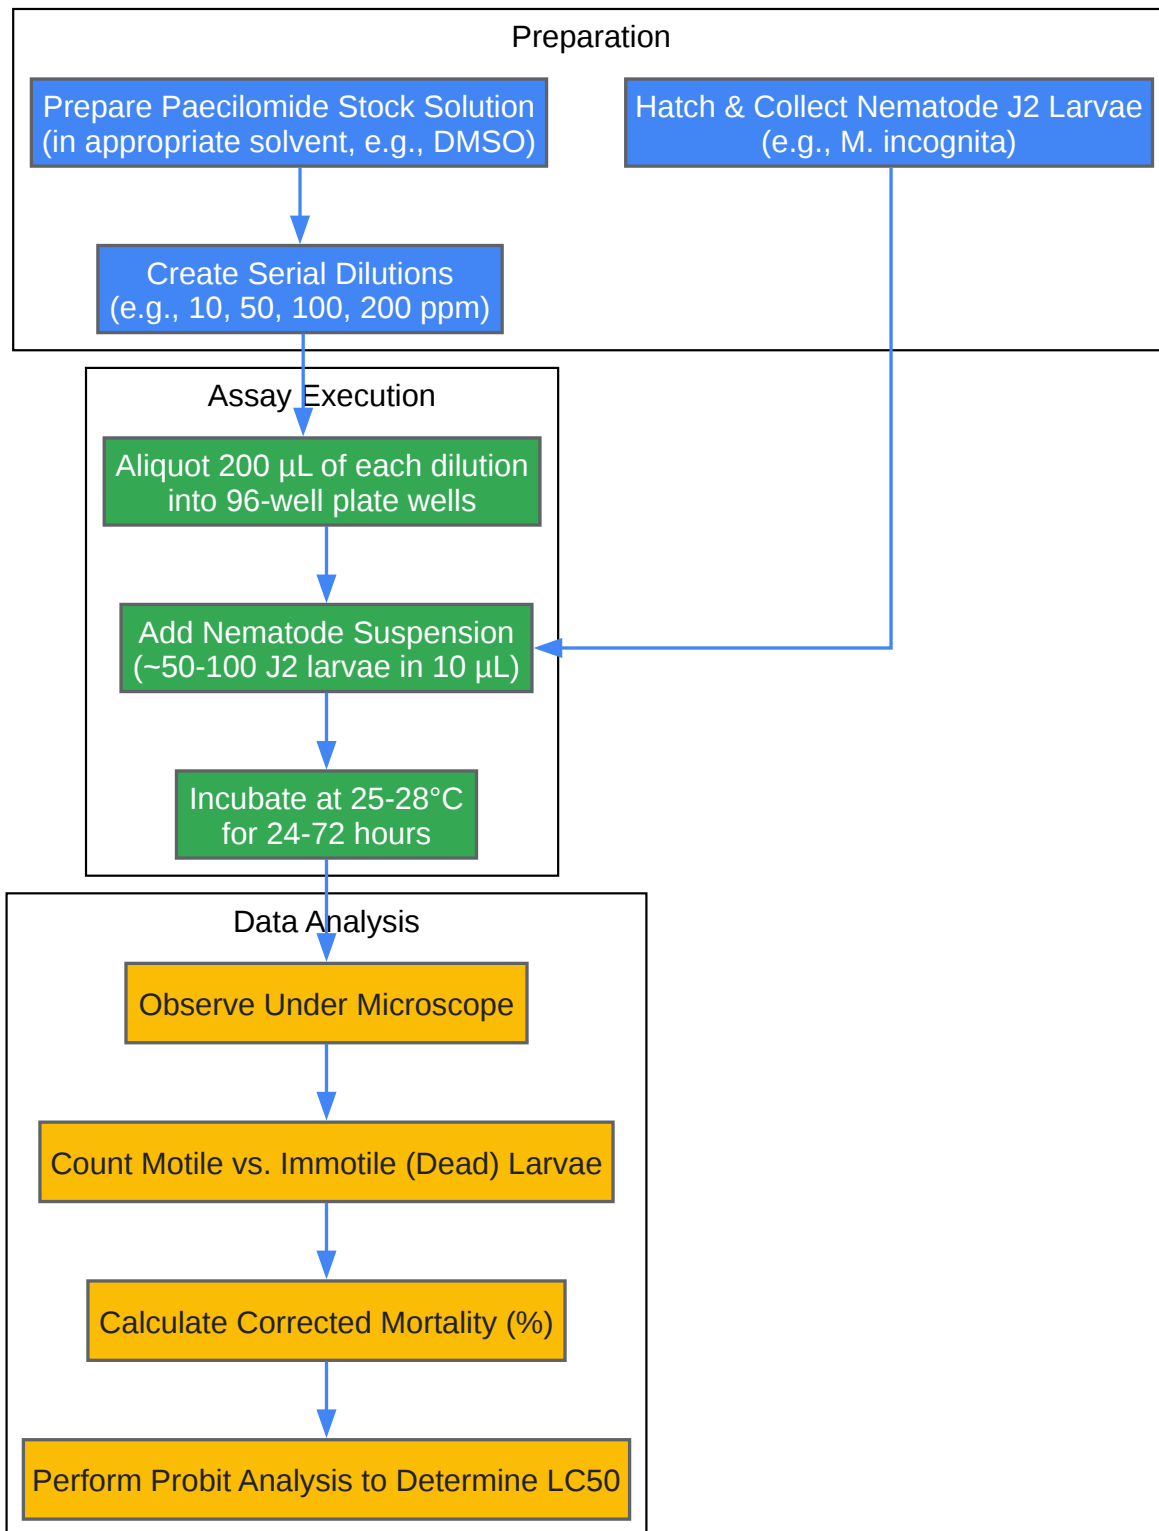 Preparation
Prepare Paecilomide Stock Solution
(in appropriate solvent, e.g., DMSO)
Hatch & Collect Nematode J2 Larvae
(e.g., M. incognita)
Create Serial Dilutions
(e.g., 10, 50, 100, 200 ppm)
Assay Execution
Aliquot 200 µL of each dilution
into 96-well plate wells
Add Nematode Suspension
(~50-100 J2 larvae in 10 µL)
Incubate at 25-28°C
for 24-72 hours
Data Analysis
Observe Under Microscope
Count Motile vs. Immotile (Dead) Larvae
Calculate Corrected Mortality (%)
Perform Probit Analysis to Determine LC50